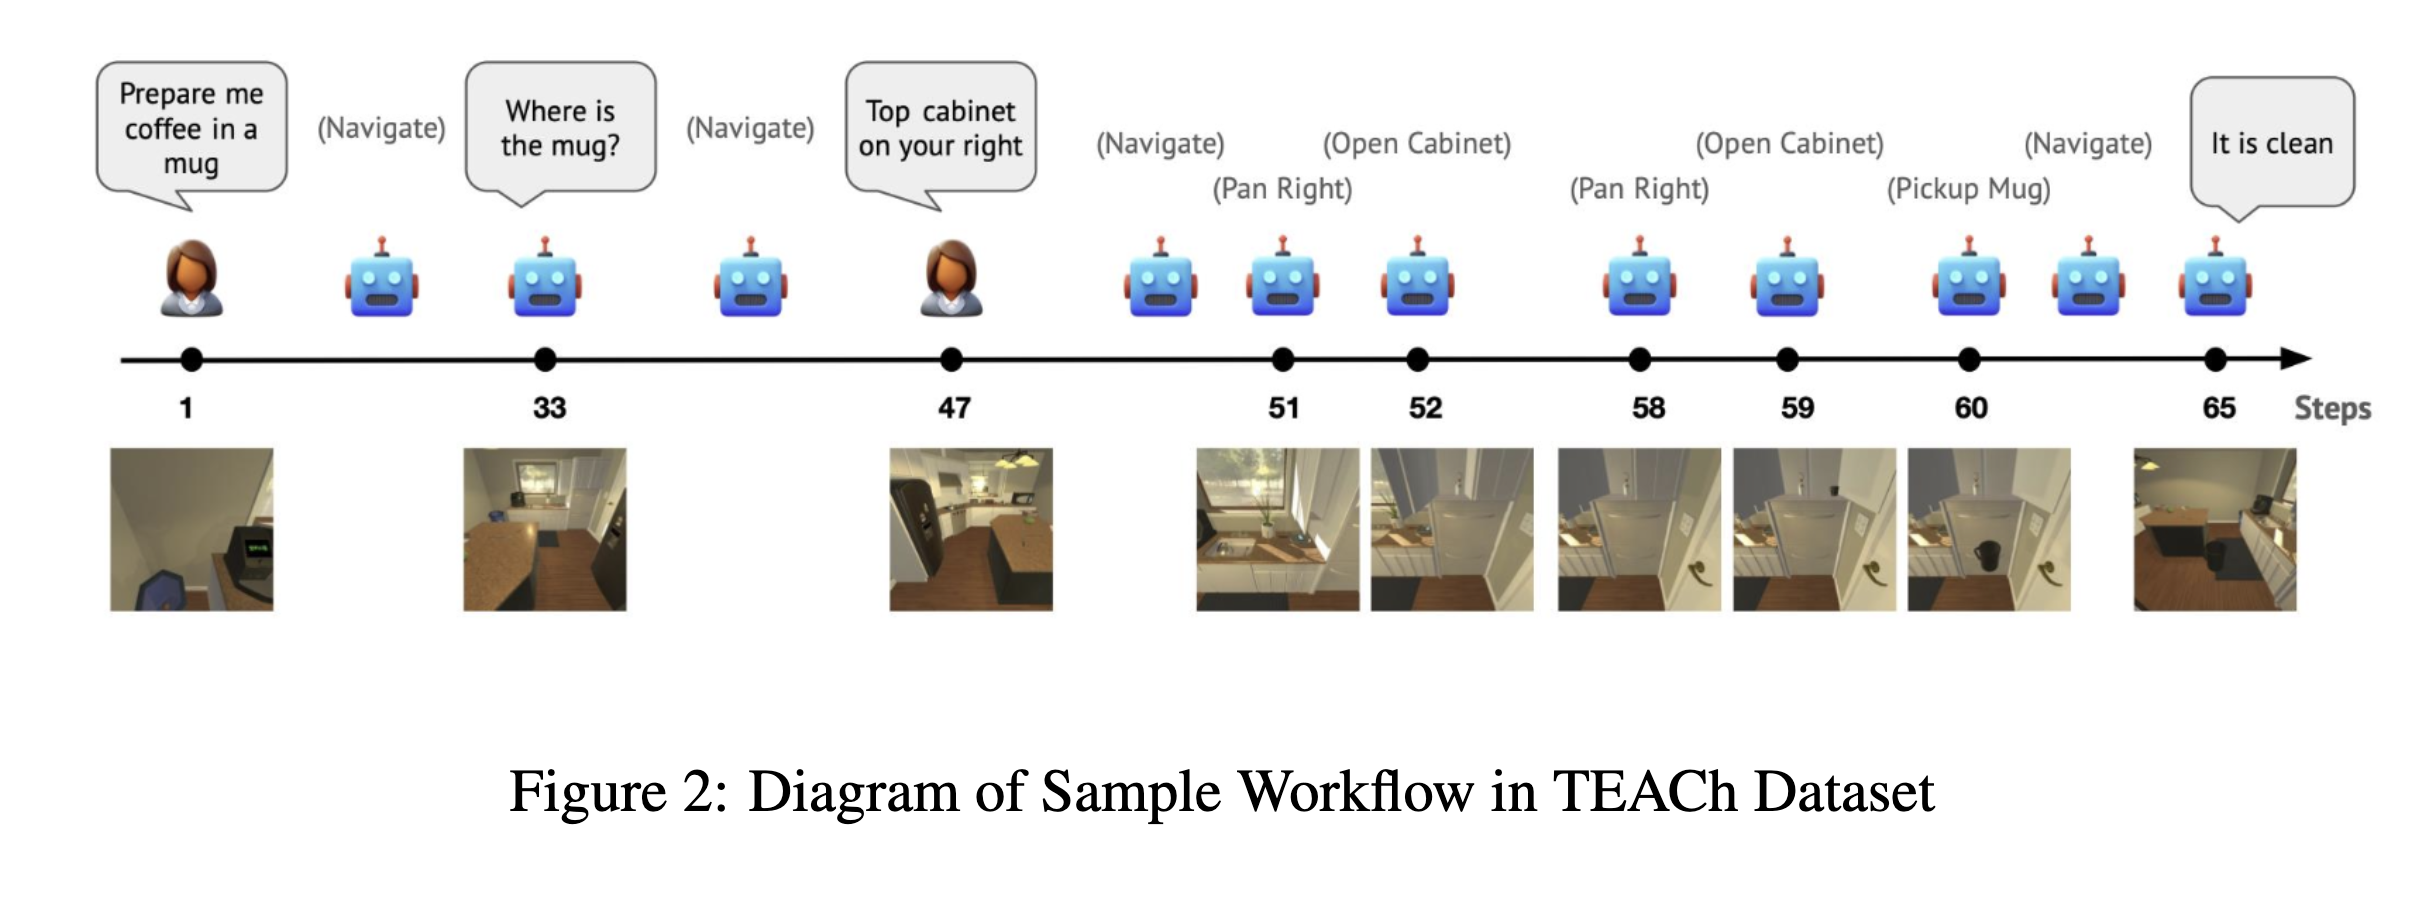 Prepare me
coffee in a
mug
(Navigate)
Where is
the mug?
(Navigate)
Top cabinet
on your right
(Navigate)
(Pan Right)
(Open Cabinet)
(Pan Right)
(Open Cabinet)
(Pickup Mug)
(Navigate)
It is clean
1
33
47
51
52
58
59
60
65
Steps
Figure 2: Diagram of Sample Workflow in TEACh Dataset